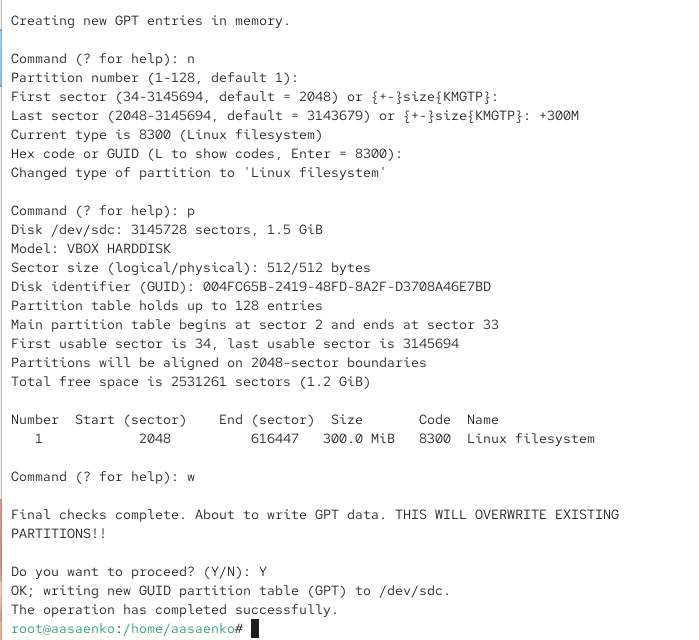 Creating new GPT entries in memory.
Command (? for help): n
Partition number (1-128, default 1):
First sector (34-3145694, default = 2048) or {+-}size{KMGTP}:
Last sector (2048-3145694, default = 3143679) or {+-}size{KMGTP}: +300M
Current type is 8300 (Linux filesystem)
Hex code or GUID (L to show codes, Enter = 8300):
Changed type of partition to 'Linux filesystem'
Command (? for help): p
Disk /dev/sdc: 3145728 sectors, 1.5 GiB
Model: VBOX HARDDISK
Sector size (logical/physical): 512/512 bytes
Disk identifier (GUID): 004FC65B-2419-48FD-8A2F-D3708A46E7BD
Partition table holds up to 128 entries
Main partition table begins at sector 2 and ends at sector 33
First usable sector is 34, last usable sector is 3145694
Partitions will be aligned on 2048-sector boundaries
Total free space is 2531261 sectors (1.2 GiB)
Number  Start (sector)    End (sector)  Size       Code  Name
   1            2048          616447   300.0 MiB   8300  Linux filesystem
Command (? for help): w
Final checks complete. About to write GPT data. THIS WILL OVERWRITE EXISTING
PARTITIONS!!
Do you want to proceed? (Y/N): Y
OK; writing new GUID partition table (GPT) to /dev/sdc.
The operation has completed successfully.
root@aasaenko:/home/aasaenko#